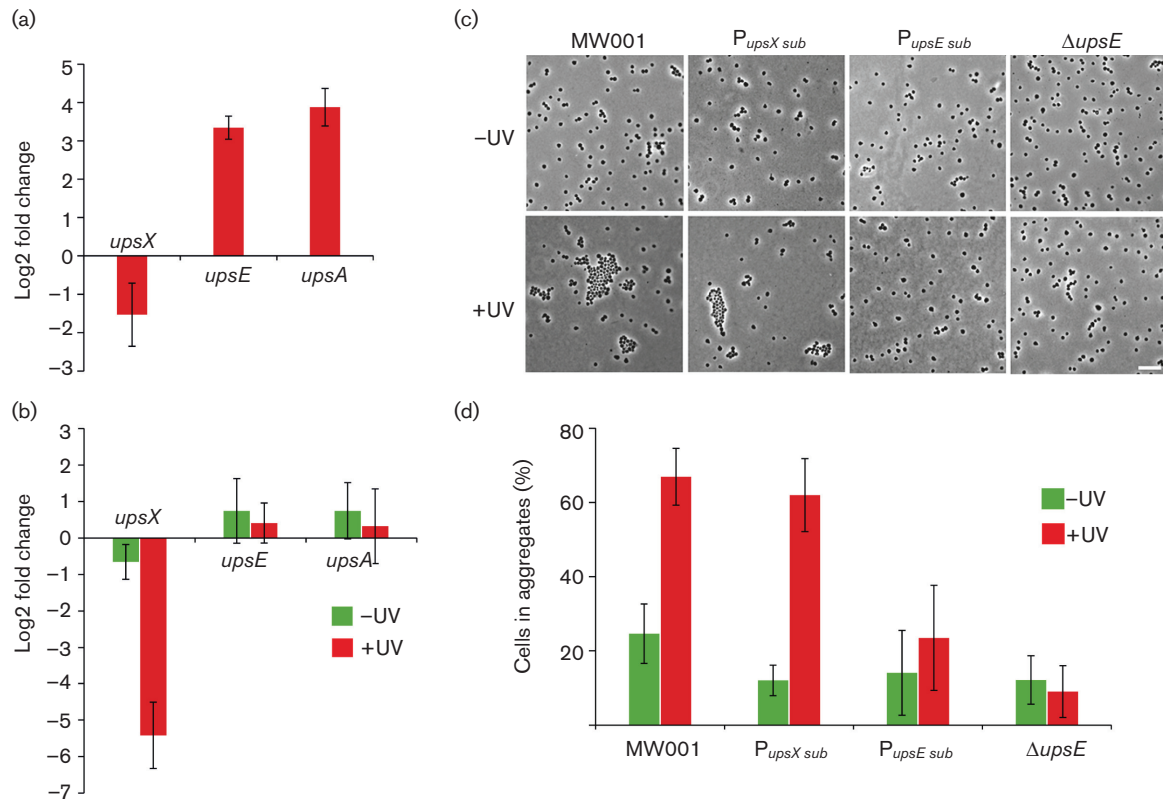 (a)
Log2 fold change
5
4
3
2
1
0
−1
−2
−3
upsX
upsE
upsA
(b)
Log2 fold change
3
2
1
0
−1
−2
−3
−4
−5
−6
−7
upsX
upsE
upsA
−UV
+UV
(c)
MW001
PupsX sub
PupsE sub
ΔupsE
−UV
+UV
(d)
Cells in aggregates (%)
80
60
40
20
−UV
+UV
MW001
PupsX sub
PupsE sub
ΔupsE